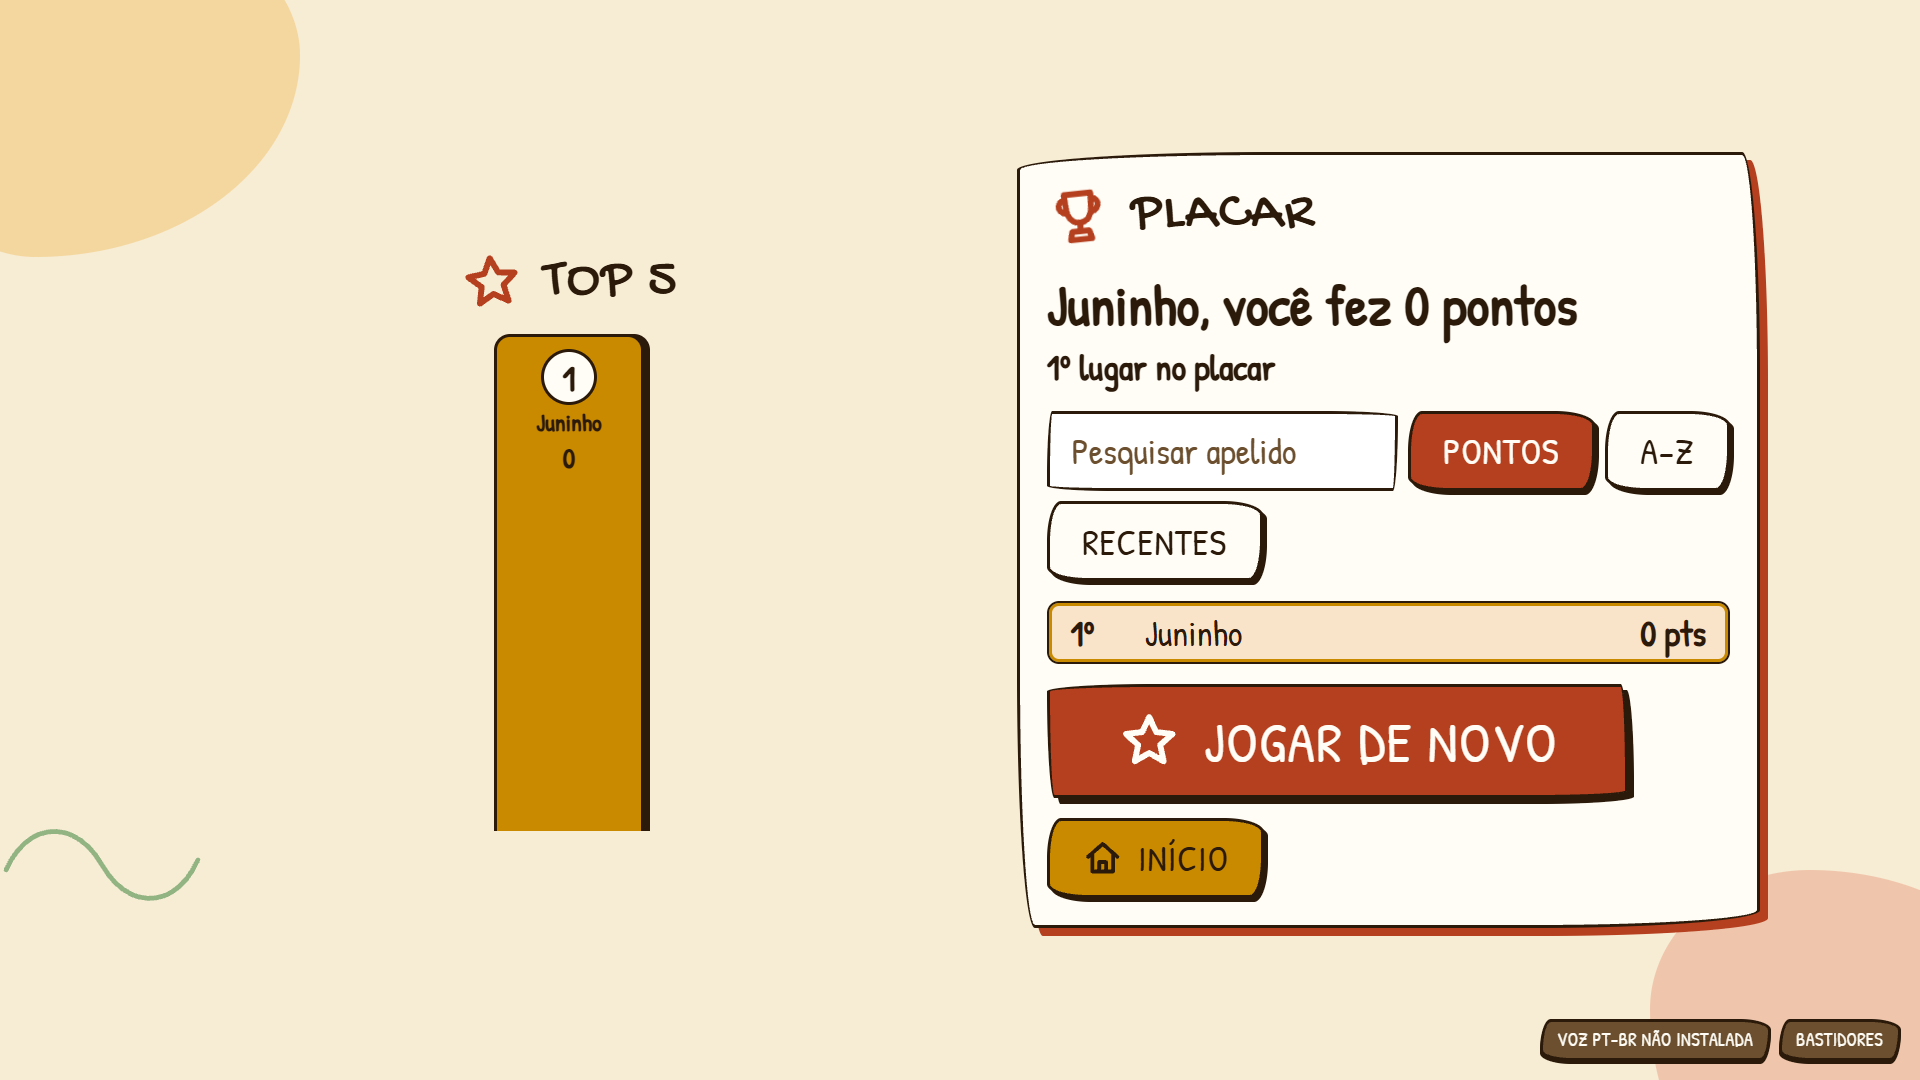 TOP 5
1
Juninho
0
PLACAR
Juninho, você fez 0 pontos
1º lugar no placar
Pesquisar apelido
PONTOS
A-Z
RECENTES
1º Juninho 0 pts
JOGAR DE NOVO
INÍCIO
VOZ PT-BR NÃO INSTALADA
BASTIDORES